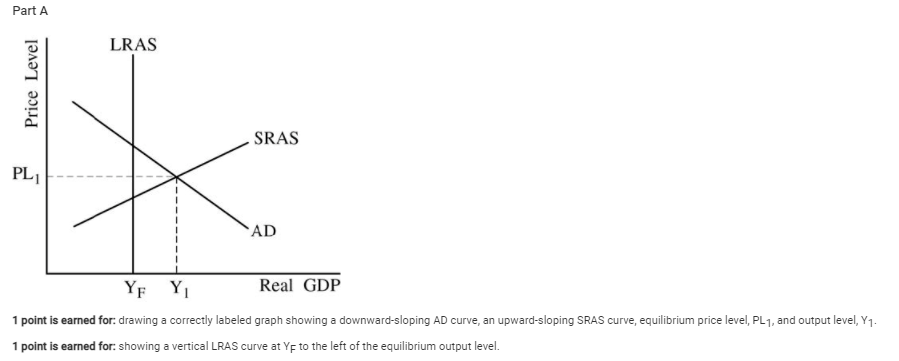 Part A
LRAS
Price Level
SRAS
PL₁
AD
Y_F Y₁ Real GDP
1 point is earned for: drawing a correctly labeled graph showing a downward-sloping AD curve, an upward-sloping SRAS curve, equilibrium price level, PL₁, and output level, Y₁.
1 point is earned for: showing a vertical LRAS curve at Y_F to the left of the equilibrium output level.